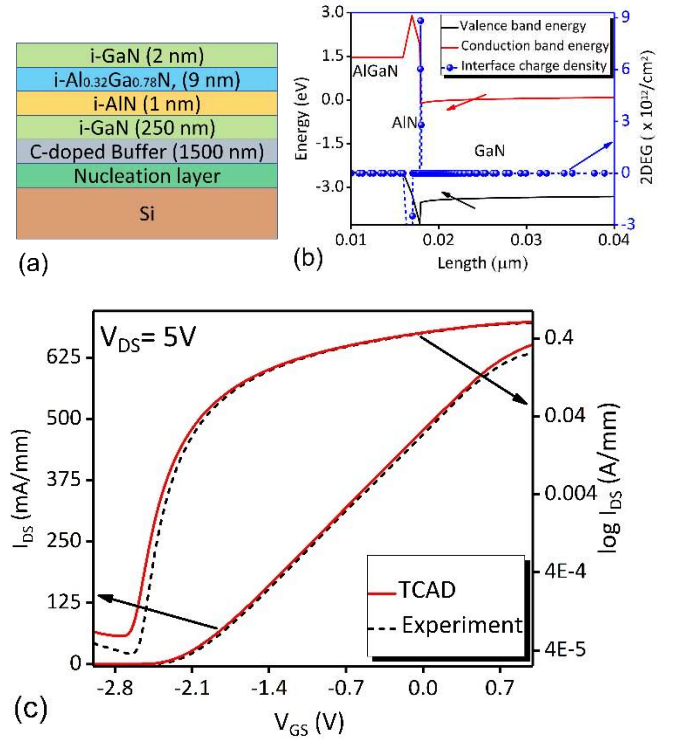 i-GaN (2 nm)
i-Al0.32Ga0.78N, (9 nm)
i-AlN (1 nm)
i-GaN (250 nm)
C-doped Buffer (1500 nm)
Nucleation layer
Si
(a)
3.0
1.5
0.0
-1.5
-3.0
Energy (eV)
Valence band energy
Conduction band energy
Interface charge density
AlGaN
AlN
GaN
9
6
3
0
-3
2DEG ( x 10^12/cm^2)
0.01 0.02 0.03 0.04
Length (μm)
(b)
V_DS= 5V
625
500
375
250
125
0
I_DS (mA/mm)
0.4
0.04
0.004
4E-4
4E-5
log I_DS (A/mm)
TCAD
Experiment
-2.8 -2.1 -1.4 -0.7 0.0 0.7
V_GS (V)
(c)